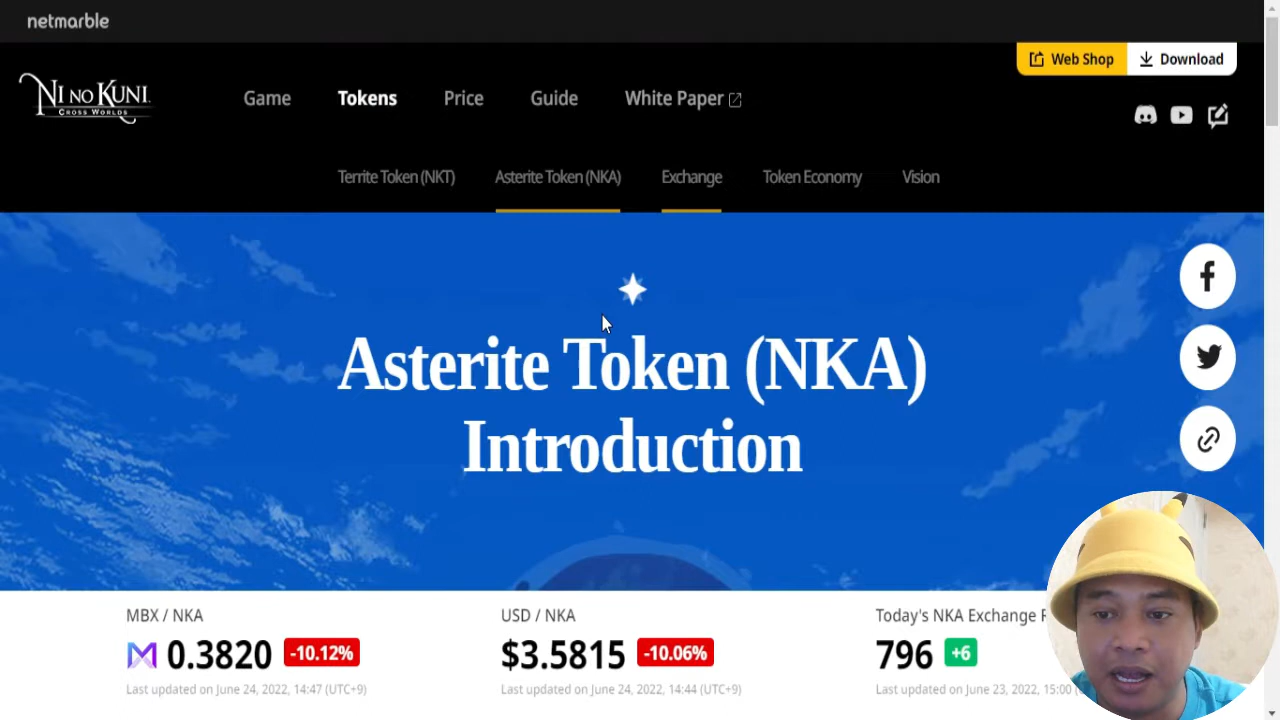 netmarble
Web Shop
Download
NI NO KUNI
CROSS WORLDS
Game
Tokens
Price
Guide
White Paper
Territe Token (NKT)
Asterite Token (NKA)
Exchange
Token Economy
Vision
Asterite Token (NKA)
Introduction
MBX / NKA
0.3820 -10.12%
Last updated on June 24, 2022, 14:47 (UTC+9)
USD / NKA
$3.5815 -10.06%
Last updated on June 24, 2022, 14:44 (UTC+9)
Today's NKA Exchange
796 +6
Last updated on June 23, 2022, 15:00